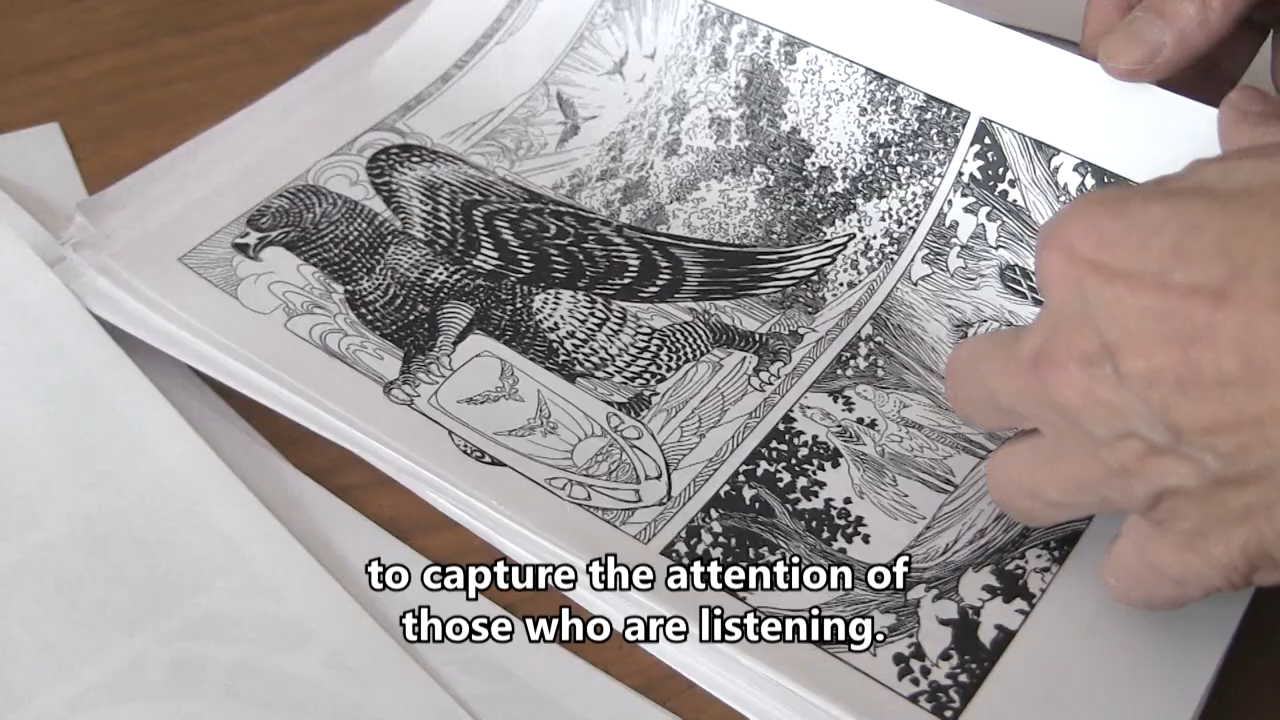 to capture the attention of
those who are listening.